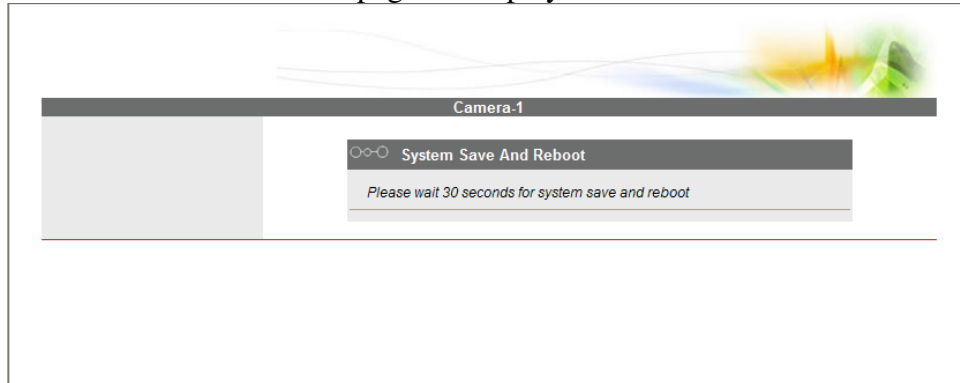 Camera-1
System Save And Reboot
Please wait 30 seconds for system save and reboot